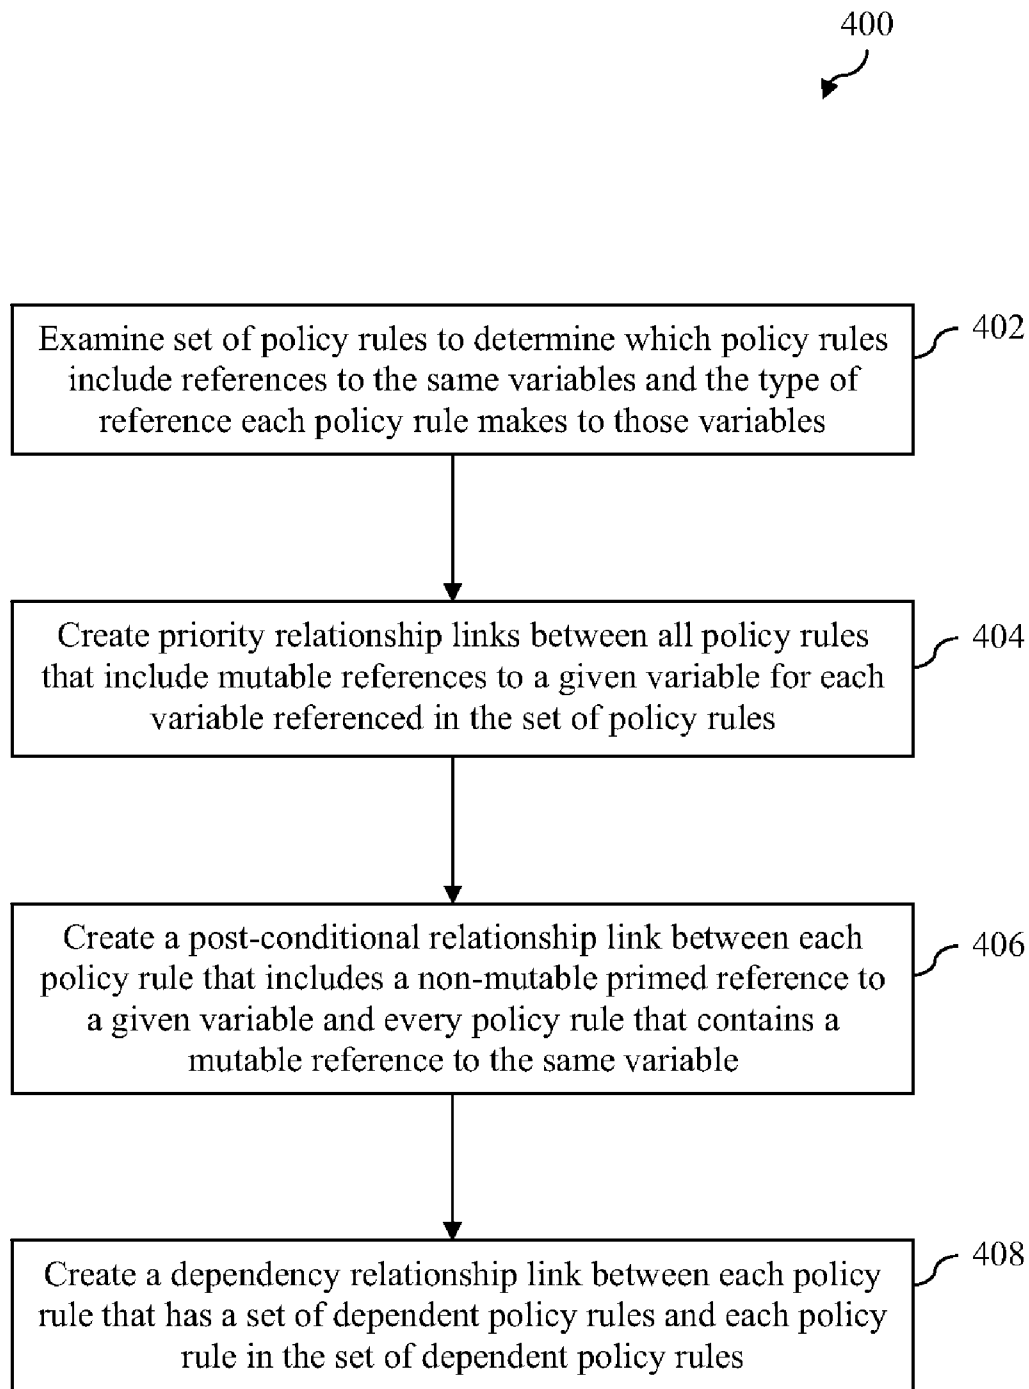 400
Examine set of policy rules to determine which policy rules
include references to the same variables and the type of
reference each policy rule makes to those variables
402
Create priority relationship links between all policy rules
that include mutable references to a given variable for each
variable referenced in the set of policy rules
404
Create a post-conditional relationship link between each
policy rule that includes a non-mutable primed reference to
a given variable and every policy rule that contains a
mutable reference to the same variable
406
Create a dependency relationship link between each policy
rule that has a set of dependent policy rules and each policy
rule in the set of dependent policy rules
408